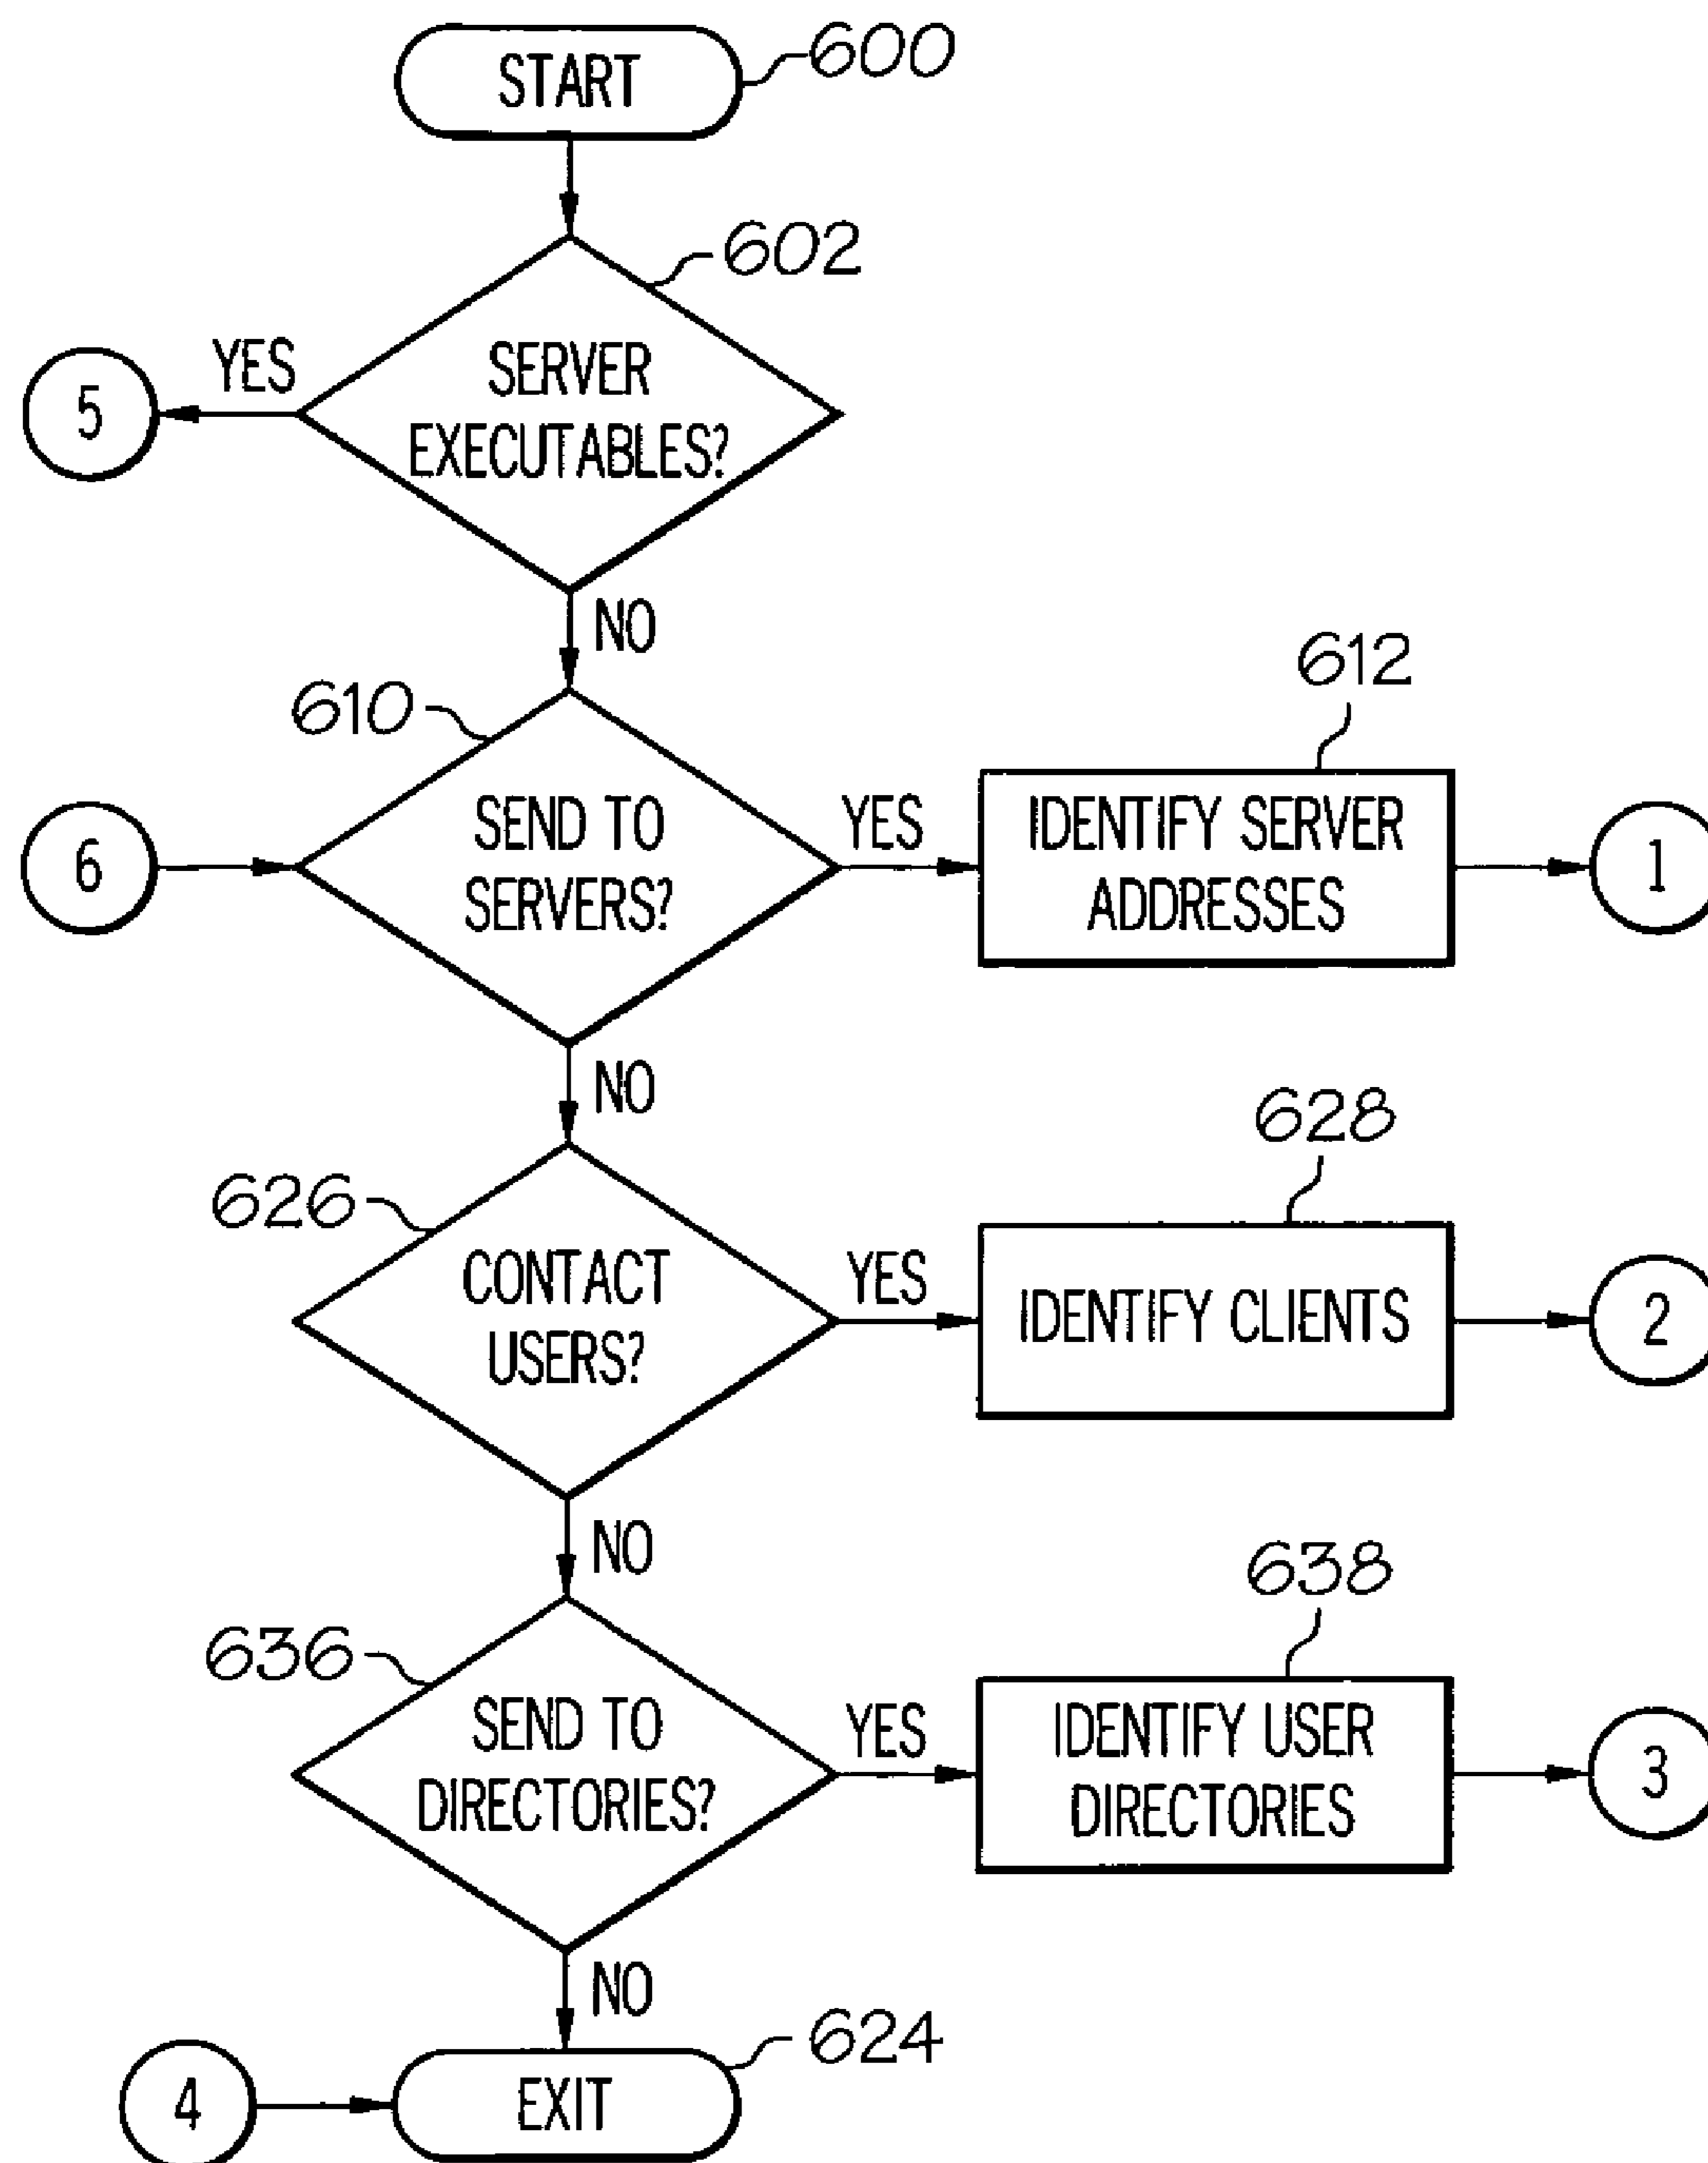 START
600
602
YES
5
SERVER
EXECUTABLES?
NO
610
612
6
SEND TO
SERVERS?
YES
IDENTIFY SERVER
ADDRESSES
1
NO
626
628
CONTACT
USERS?
YES
IDENTIFY CLIENTS
2
NO
636
638
SEND TO
DIRECTORIES?
YES
IDENTIFY USER
DIRECTORIES
3
NO
624
4
EXIT